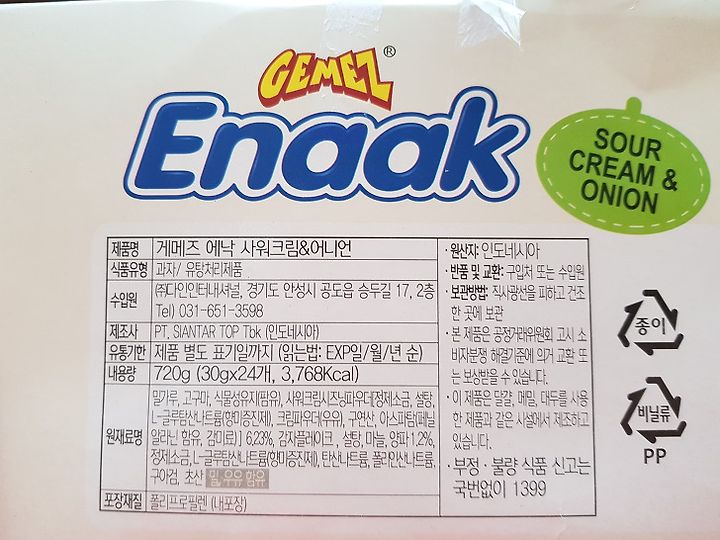 GEMEZ®
Enaak
SOUR
CREAM &
ONION
제품명 게메즈 에낙 사워크림&어니언
식품유형 과자/ 유탕처리제품
수입원 ㈜다인인터내셔널, 경기도 안성시 공도읍 승두길 17, 2층
Tel) 031-651-3598
제조사 PT. SIANTAR TOP Tbk (인도네시아)
유통기한 제품 별도 표기일까지 (읽는법: EXP일/월/년 순)
내용량 720g (30gx24개, 3,768Kcal)
원재료명 밀가루, 고구마, 식물성유지(팜유), 사워크림시즈닝파우더{정제소금, 설탕,
L-글루탐산나트륨(향미증진제), 크림파우더(우유), 구연산, 아스파탐(페닐
알라닌 함유, 감미료)} 6.23%, 감자플레이크, 설탕, 마늘, 양파 1.2%,
정제소금, L-글루탐산나트륨(향미증진제), 탄산나트륨, 폴리인산나트륨,
구아검, 초산 밀,우유 함유
포장재질 폴리프로필렌 (내포장)
· 원산지: 인도네시아
· 반품 및 교환: 구입처 또는 수입원
· 보관방법: 직사광선을 피하고 건조
한 곳에 보관
· 본 제품은 공정거래위원회 고시 소
비자분쟁 해결기준에 의거 교환 또
는 보상받을 수 있습니다.
· 이 제품은 달걀, 메밀, 대두를 사용
한 제품과 같은 시설에서 제조하고
있습니다.
· 부정 · 불량 식품 신고는
국번없이 1399
종이
비닐류
PP